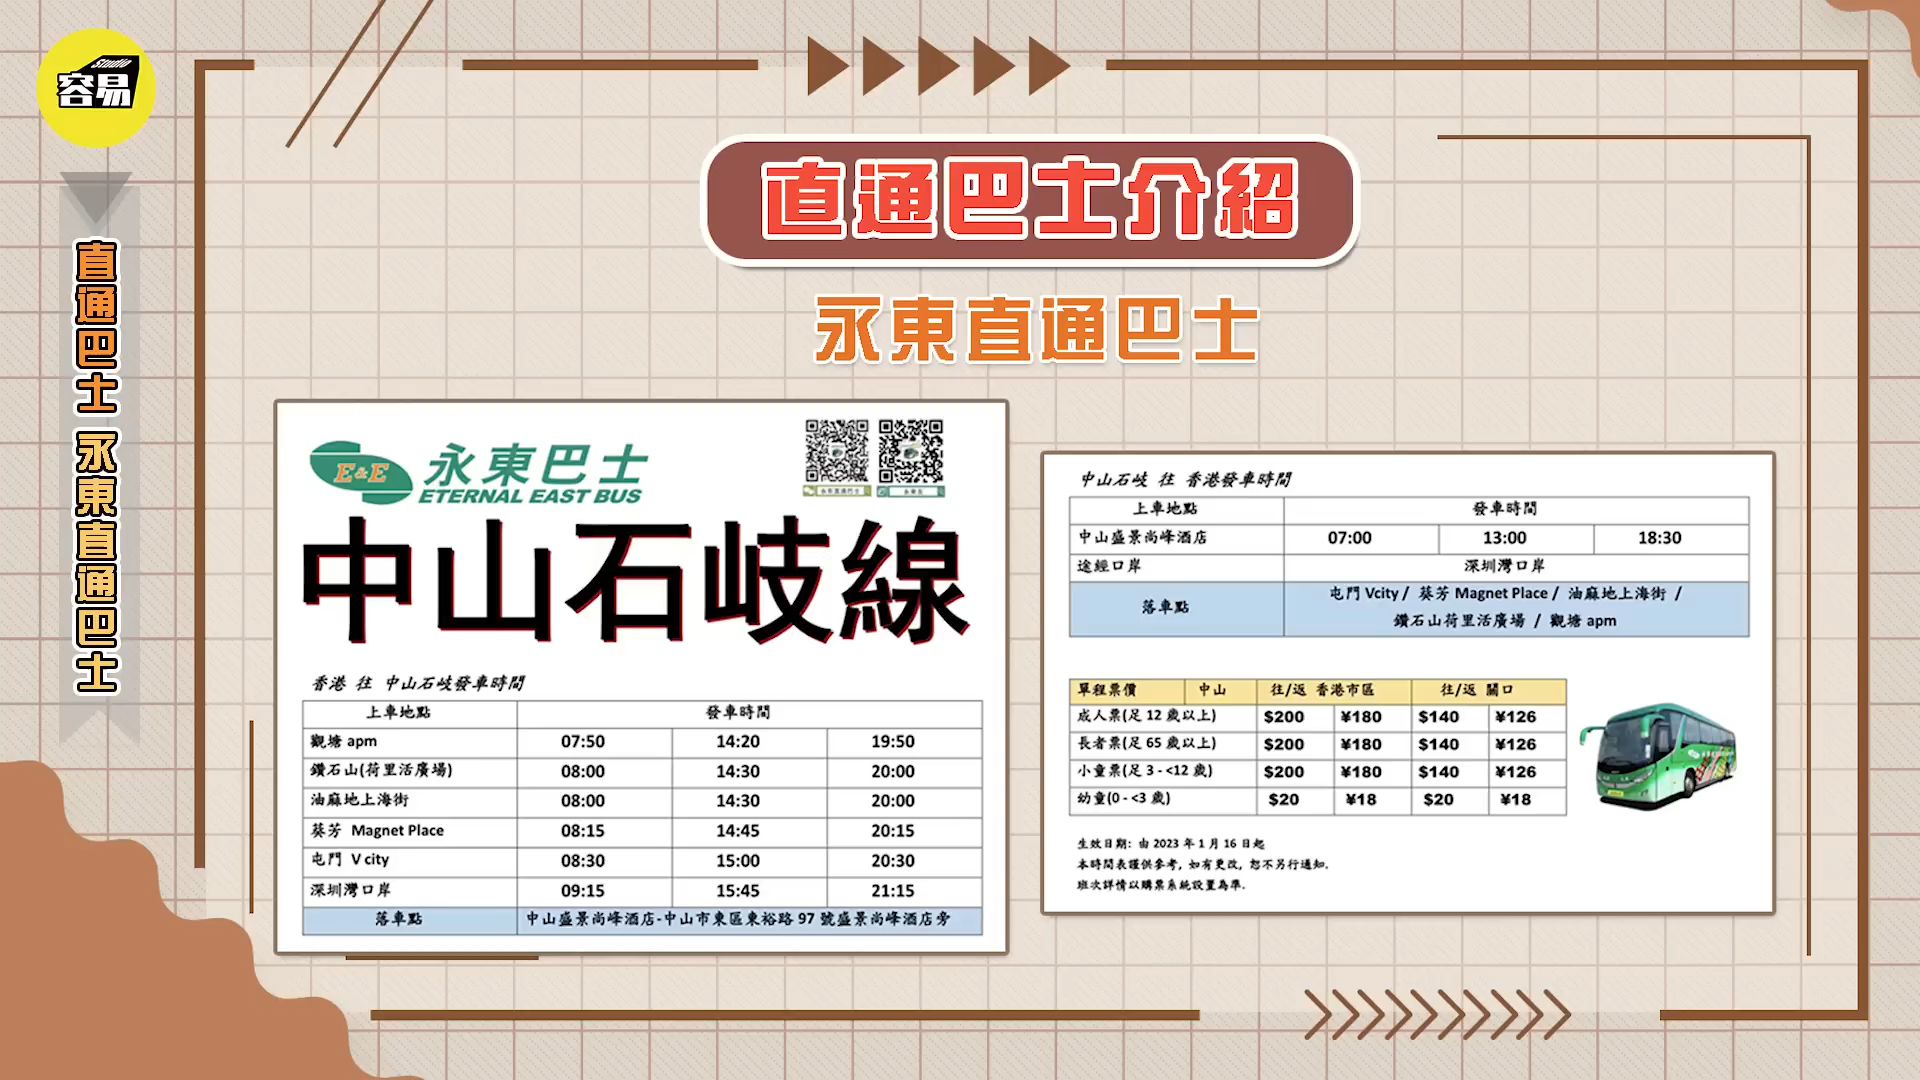 Studio
容易
直通巴士 永東直通巴士
直通巴士介紹
永東直通巴士
E&E 永東巴士
ETERNAL EAST BUS
永東直通巴士
中山石岐線
香港 往 中山石岐發車時間
上車地點 發車時間
觀塘 apm 07:50 14:20 19:50
鑽石山(荷里活廣場) 08:00 14:30 20:00
油麻地上海街 08:00 14:30 20:00
葵芳 Magnet Place 08:15 14:45 20:15
屯門 V city 08:30 15:00 20:30
深圳灣口岸 09:15 15:45 21:15
落車點 中山盛景尚峰酒店-中山市東區東裕路 97 號盛景尚峰酒店旁
中山石岐 往 香港發車時間
上車地點 發車時間
中山盛景尚峰酒店 07:00 13:00 18:30
途經口岸 深圳灣口岸
落車點 屯門 Vcity / 葵芳 Magnet Place / 油麻地上海街 /
鑽石山荷里活廣場 / 觀塘 apm
單程票價 中山 往/返 香港市區 往/返 關口
成人票(足 12 歲以上) $200 ¥180 $140 ¥126
長者票(足 65 歲以上) $200 ¥180 $140 ¥126
小童票(足 3 - <12 歲) $200 ¥180 $140 ¥126
幼童(0 - <3 歲) $20 ¥18 $20 ¥18
生效日期: 由 2023 年 1 月 16 日起
本時間表謹供參考, 如有更改, 恕不另行通知.
班次詳情以購票系統設置為準.